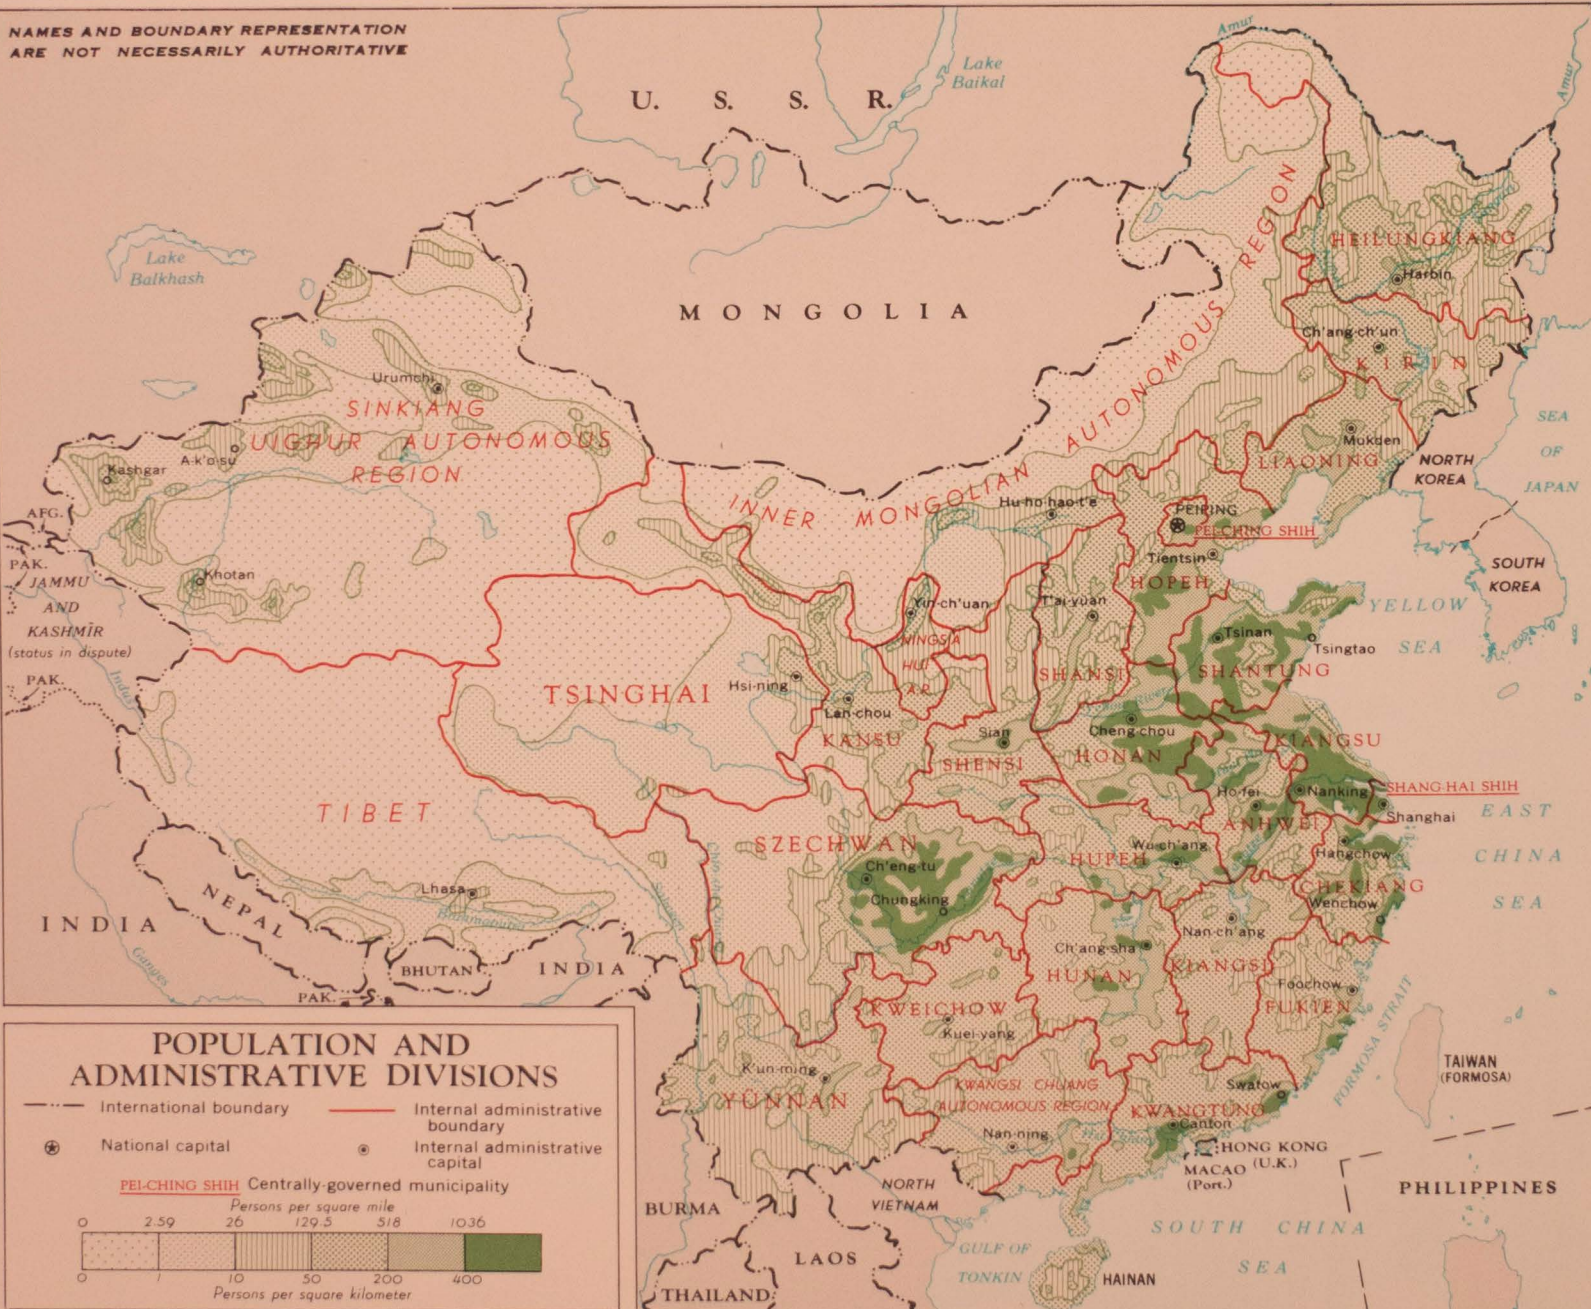 NAMES AND BOUNDARY REPRESENTATION
ARE NOT NECESSARILY AUTHORITATIVE
Amur
Amur
Lake
Baikal
U. S. S. R.
Lake
Balkhash
MONGOLIA
HEILUNGKIANG
Harbin
Ch'ang-ch'un
KIRIN
Urumchi
SINKIANG
UIGHUR AUTONOMOUS
REGION
A-k'o-su
Kashgar
INNER MONGOLIAN AUTONOMOUS REGION
Hu-ho-hao-t'e
Mukden
LIAONING
NORTH
KOREA
SEA
OF
JAPAN
PEIPING
PEI-CHING SHIH
Tientsin
HOPEH
AFG.
PAK.
JAMMU
AND
KASHMĪR
(status in dispute)
PAK.
Indus
Khotan
SOUTH
KOREA
YELLOW
SEA
Yin-ch'uan
T'ai-yuan
NINGSIA
HUI
A.R.
Tsinan
Tsingtao
SHANTUNG
SHANSI
TSINGHAI
Hsi-ning
Lan-chou
KANSU
Sian
SHENSI
Cheng-chou
HONAN
KIANGSU
Ho-fei
Nanking
SHANG-HAI SHIH
Shanghai
ANHWEI
EAST
CHINA
SEA
TIBET
SZECHWAN
Ch'eng-tu
Chungking
HUPEH
Wu-ch'ang
Hangchow
CHEKIANG
Wenchow
Lhasa
Brahmaputra
NEPAL
INDIA
Ganges
BHUTAN
INDIA
PAK.
Nan-ch'ang
Ch'ang-sha
HUNAN
KIANGSI
Foochow
FUKIEN
FORMOSA STRAIT
KWEICHOW
Kuei-yang
TAIWAN
(FORMOSA)
K'un-ming
YÜNNAN
KWANGSI CHUANG
AUTONOMOUS REGION
Nan-ning
Swatow
KWANGTUNG
Canton
HONG KONG
(U.K.)
MACAO
(Port.)
PHILIPPINES
BURMA
NORTH
VIETNAM
LAOS
THAILAND
GULF OF
TONKIN
HAINAN
SOUTH CHINA
SEA
POPULATION AND
ADMINISTRATIVE DIVISIONS
International boundary
Internal administrative
boundary
National capital
Internal administrative
capital
PEI-CHING SHIH Centrally-governed municipality
Persons per square mile
0 2.59 26 129.5 518 1036
0 1 10 50 200 400
Persons per square kilometer